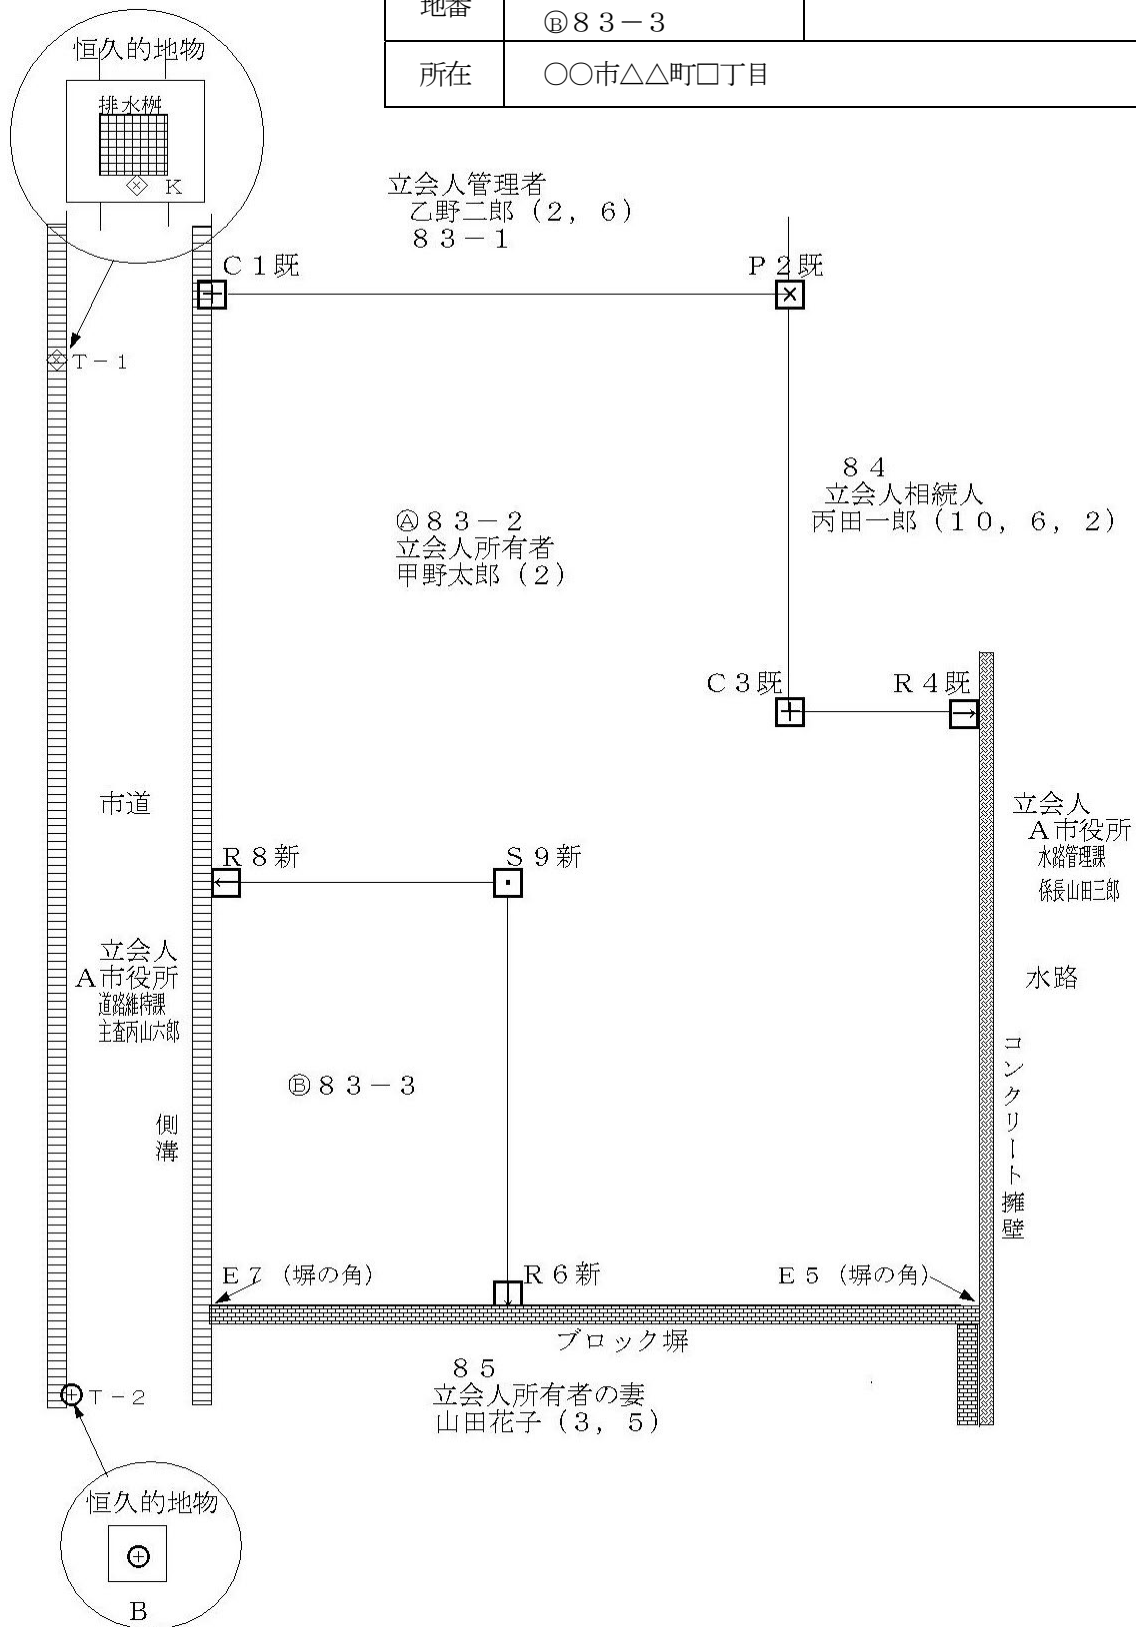 地番
Ⓑ８３－３
所在
○○市△△町□丁目
恒久的地物
排水桝
K
立会人管理者
乙野二郎（２，６）
８３－１
C１既
P２既
T－１
８４
立会人相続人
丙田一郎（１０，６，２）
Ⓐ８３－２
立会人所有者
甲野太郎（２）
C３既
R４既
市道
立会人
A市役所
水路管理課
係長山田三郎
R８新
S９新
立会人
A市役所
道路維持課
主査丙山六郎
水路
コンクリート擁壁
Ⓑ８３－３
側溝
E７（塀の角）
R６新
E５（塀の角）
ブロック塀
８５
立会人所有者の妻
山田花子（３，５）
T－２
恒久的地物
B